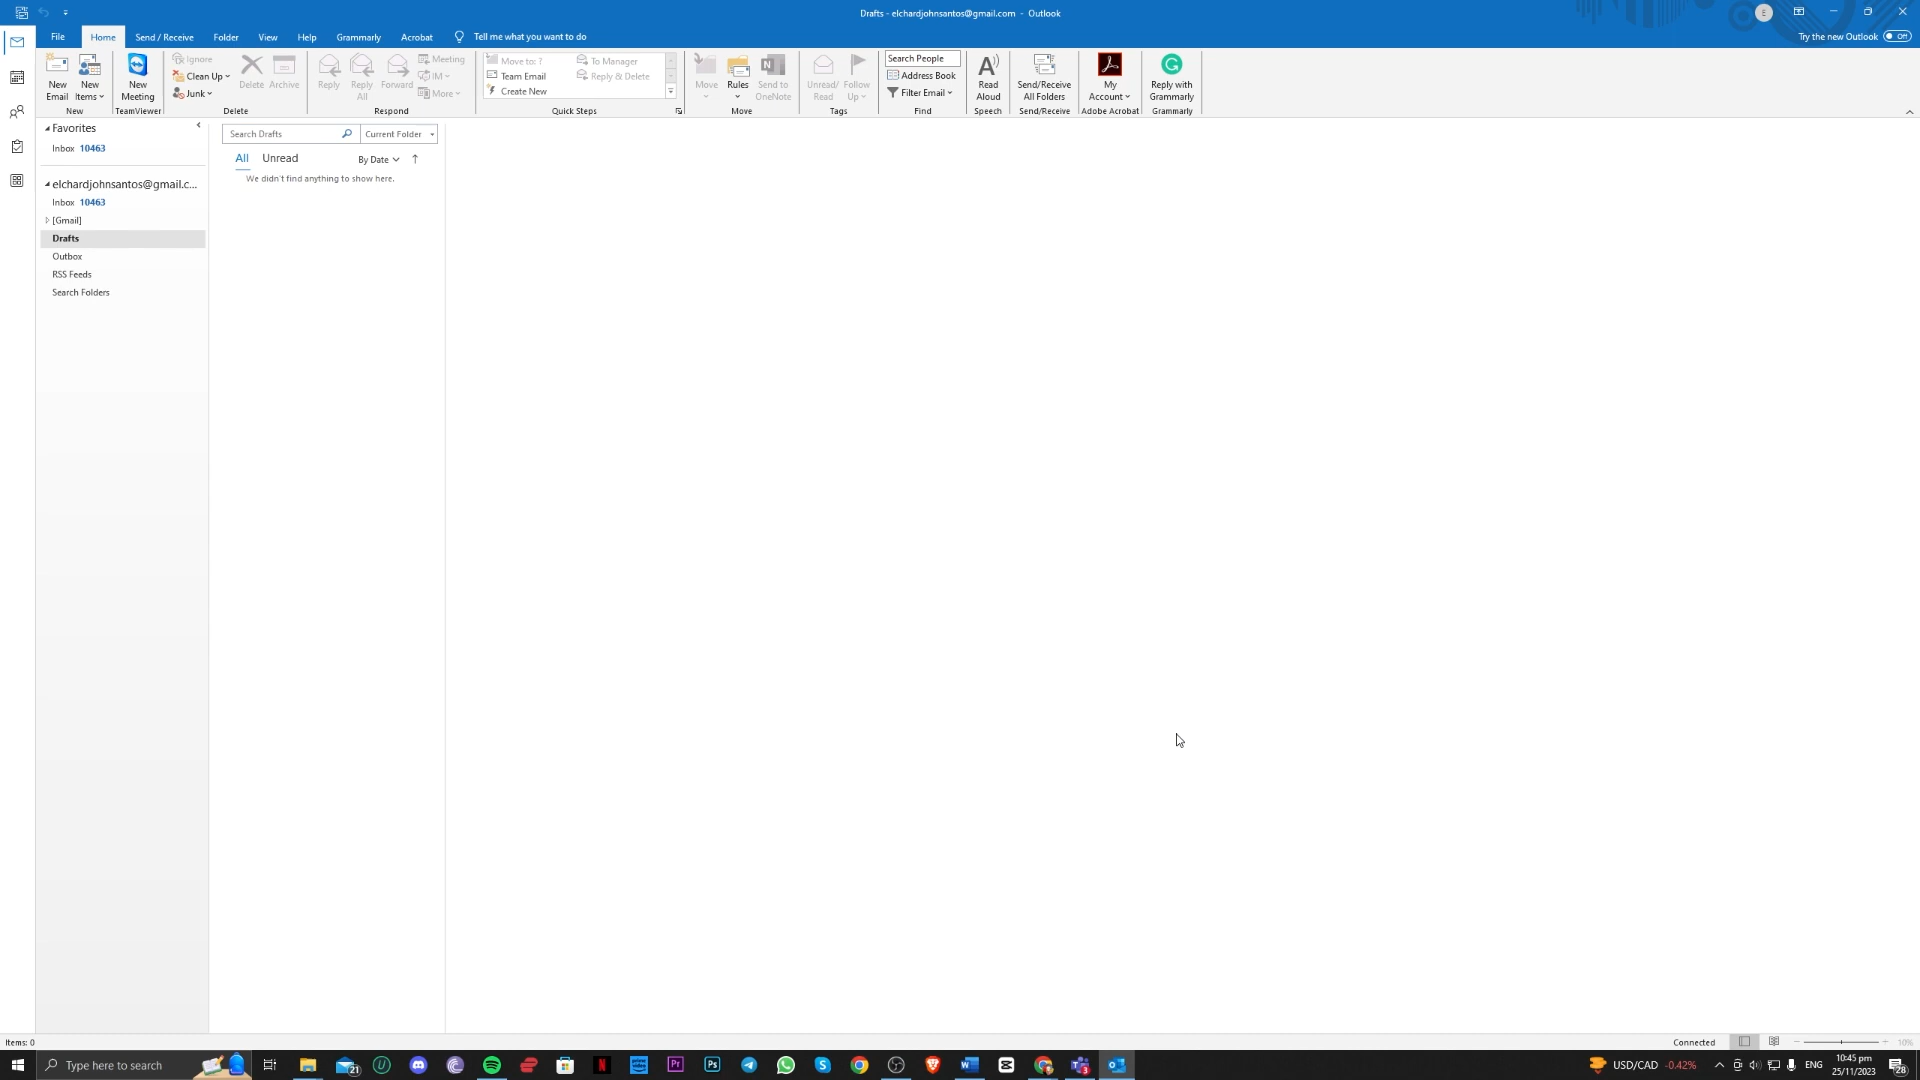 Drafts - elchardjohnsantos@gmail.com - Outlook
E
File Home Send / Receive Folder View Help Grammarly Acrobat Tell me what you want to do
Try the new Outlook Off
New Email
New Items
New Meeting
Ignore
Clean Up
Junk
Delete
Archive
Reply
Reply All
Forward
Meeting
IM
More
Move to: ?
Team Email
Create New
To Manager
Reply & Delete
Move
Rules
Send to OneNote
Unread/ Read
Follow Up
Search People
Address Book
Filter Email
Read Aloud
Send/Receive All Folders
My Account
Reply with Grammarly
New TeamViewer Delete Respond Quick Steps Move Tags Find Speech Send/Receive Adobe Acrobat Grammarly
Favorites
Inbox 10463
elchardjohnsantos@gmail.c...
Inbox 10463
[Gmail]
Drafts
Outbox
RSS Feeds
Search Folders
Search Drafts Current Folder
All Unread By Date
We didn't find anything to show here.
Items: 0
Connected
10%
Type here to search
21
Pr
Ps
3
USD/CAD -0.42%
ENG
10:45 pm
25/11/2023
28